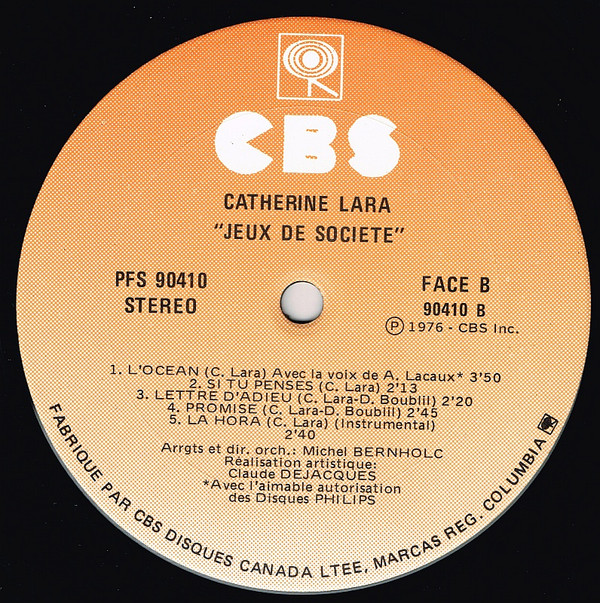 CBS
CATHERINE LARA
"JEUX DE SOCIETE"
PFS 90410
STEREO
FACE B
90410 B
Ⓟ 1976 - CBS Inc.
1. L'OCEAN (C. Lara) Avec la voix de A. Lacaux* 3'50
2. SI TU PENSES (C. Lara) 2'13
3. LETTRE D'ADIEU (C. Lara-D. Boublil) 2'20
4. PROMISE (C. Lara-D. Boublil) 2'45
5. LA HORA (C. Lara) (Instrumental)
2'40
Arrgts et dir. orch.: Michel BERNHOLC
Réalisation artistique:
Claude DEJACQUES
*Avec l'aimable autorisation
des Disques PHILIPS
FABRIQUE PAR CBS DISQUES CANADA LTEE, MARCAS REG. COLUMBIA